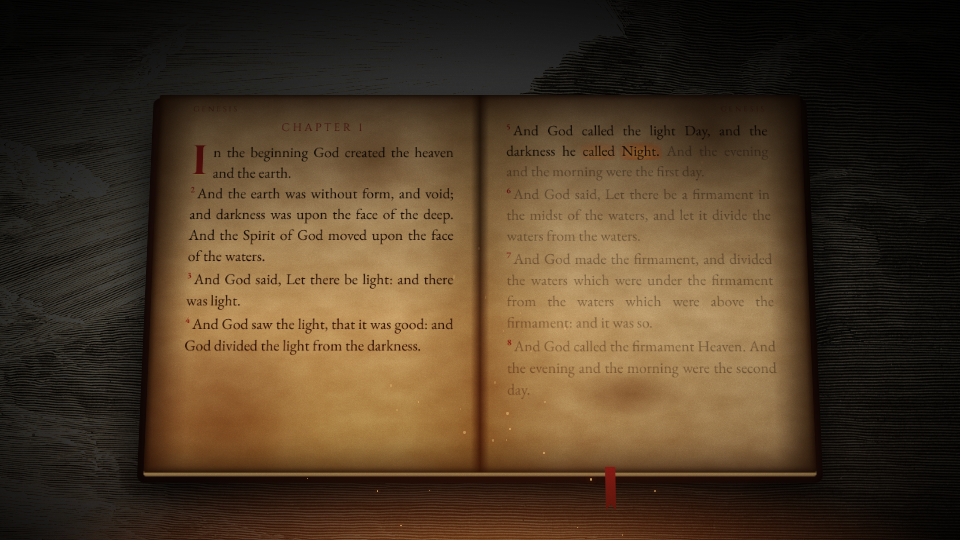 GENESIS
CHAPTER 1
In the beginning God created the heaven
and the earth.
2 And the earth was without form, and void;
and darkness was upon the face of the deep.
And the Spirit of God moved upon the face
of the waters.
3 And God said, Let there be light: and there
was light.
4 And God saw the light, that it was good: and
God divided the light from the darkness.
5 And God called the light Day, and the
darkness he called Night. And the evening
and the morning were the first day.
6 And God said, Let there be a firmament in
the midst of the waters, and let it divide the
waters from the waters.
7 And God made the firmament, and divided
the waters which were under the firmament
from the waters which were above the
firmament: and it was so.
8 And God called the firmament Heaven. And
the evening and the morning were the second
day.